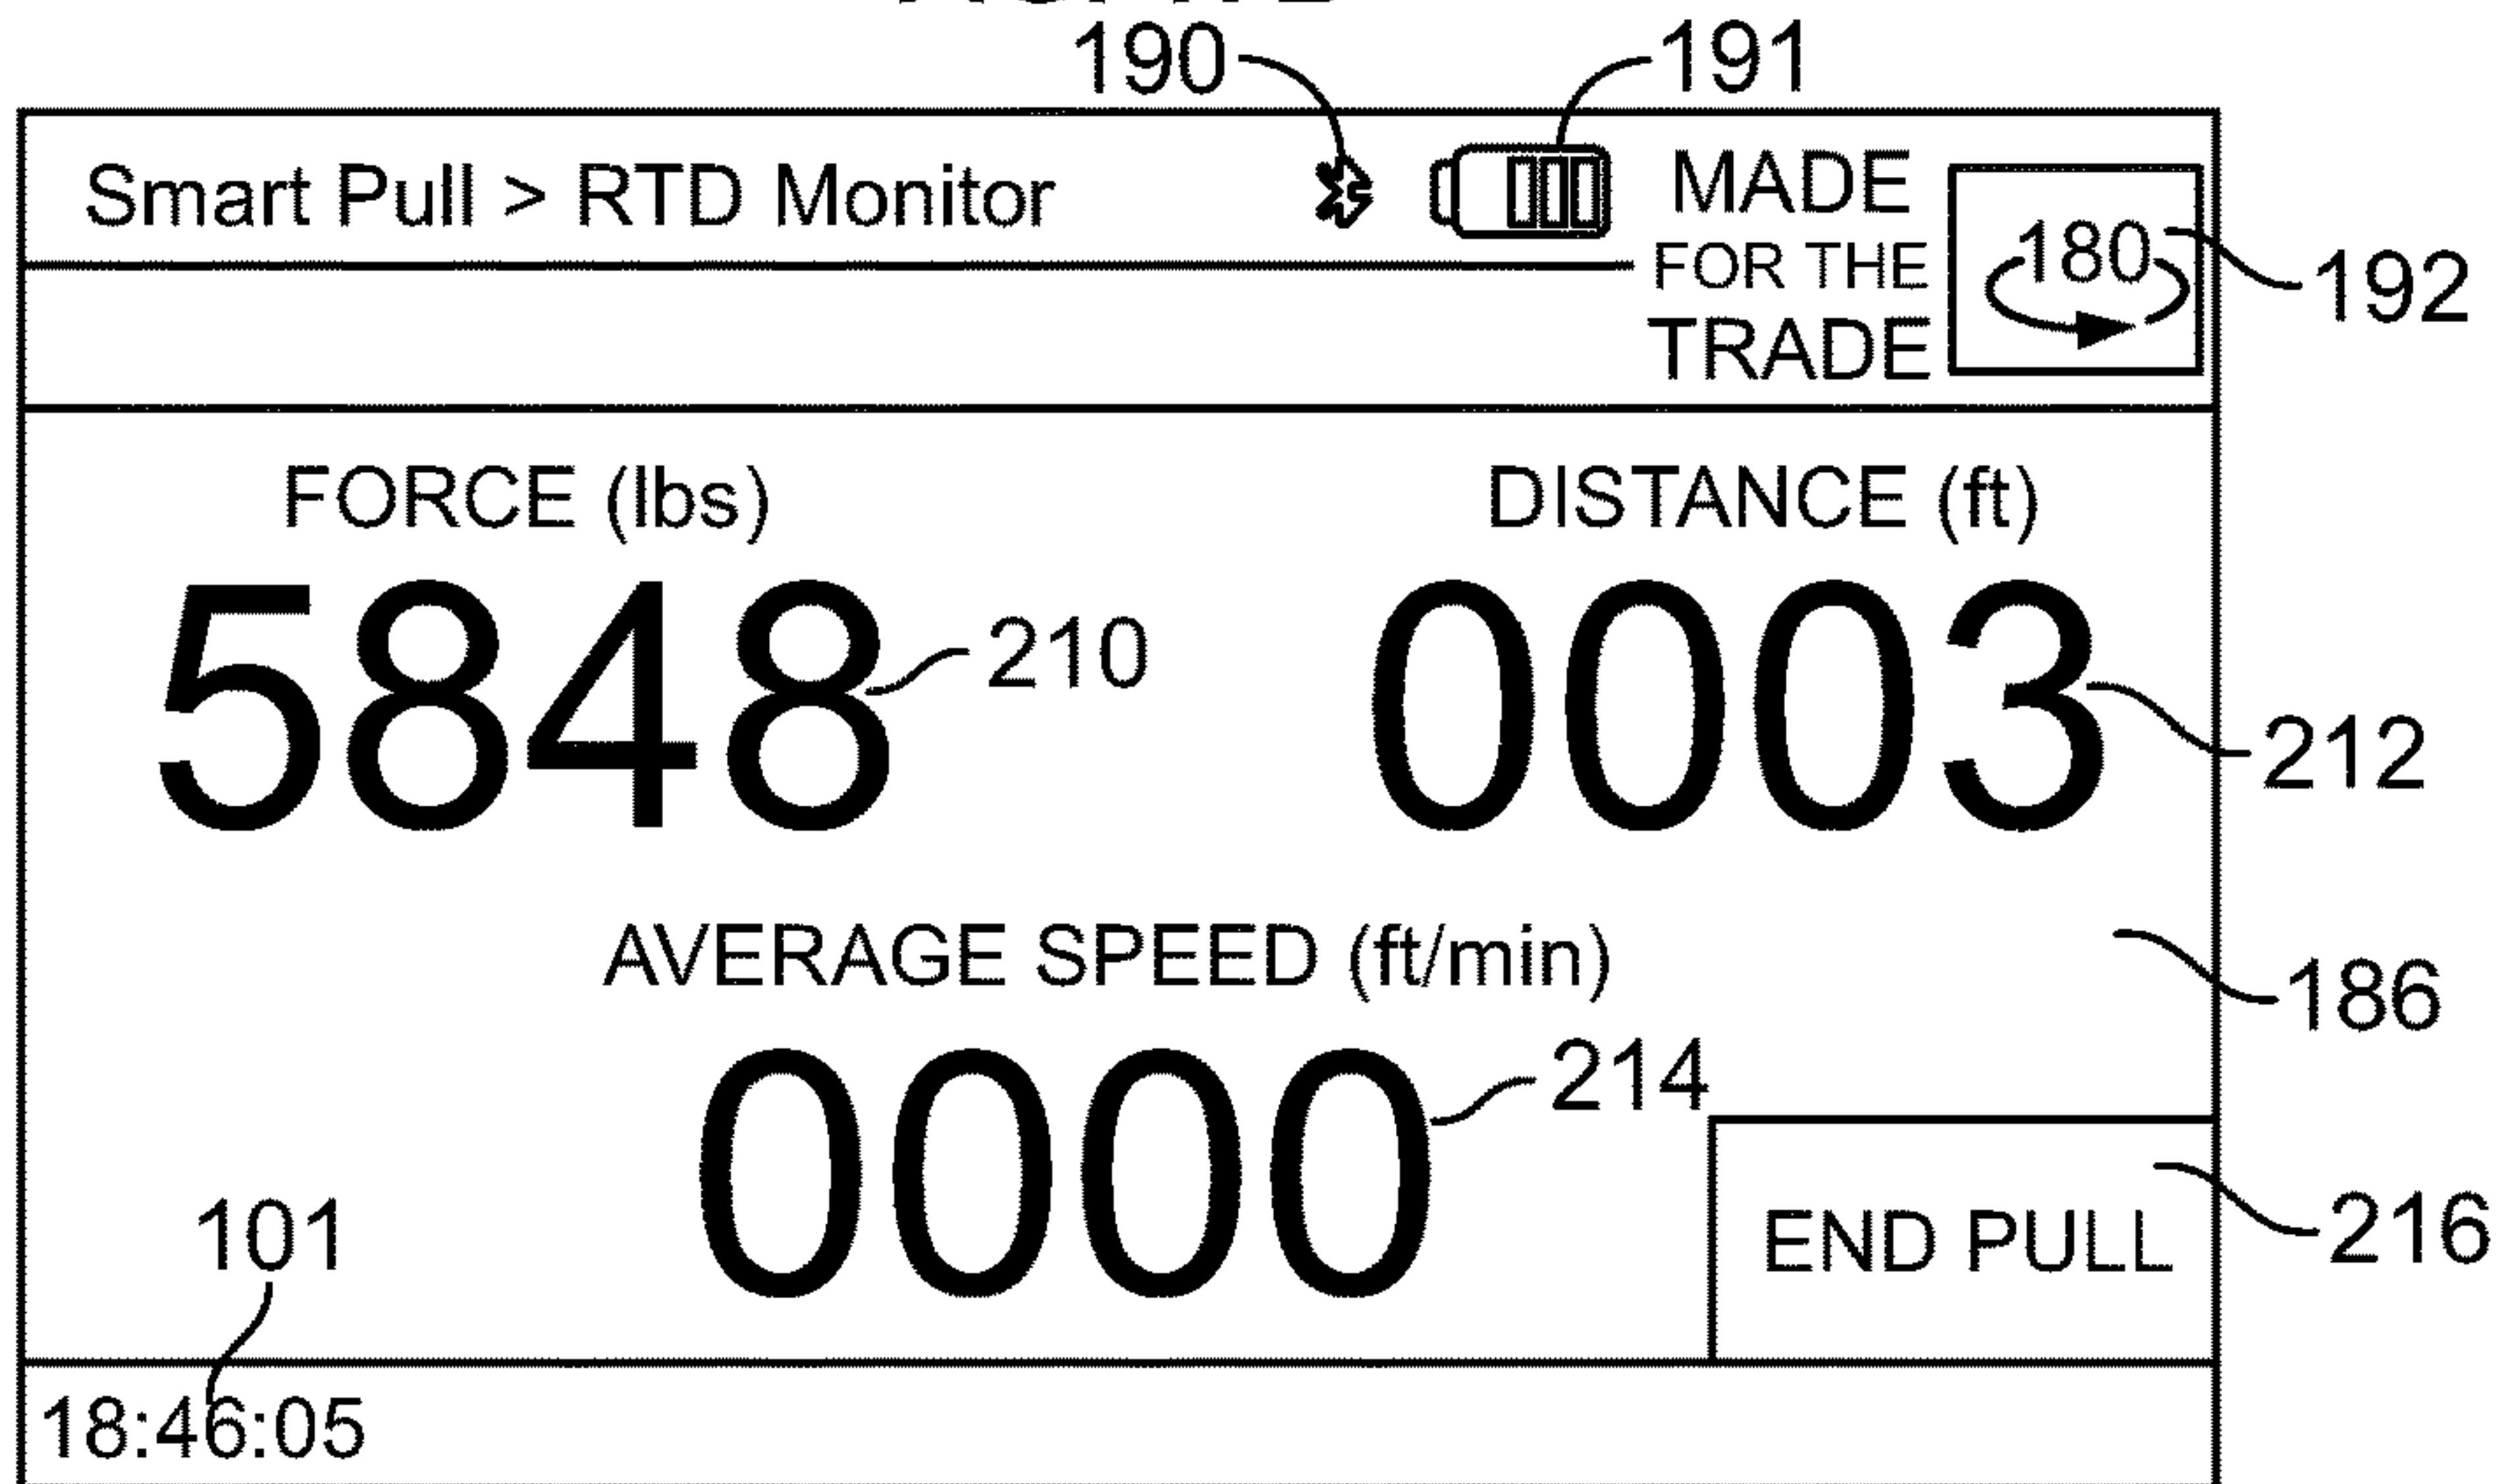 190
191
Smart Pull > RTD Monitor
MADE
FOR THE
TRADE
180
192
FORCE (lbs)
DISTANCE (ft)
5848
210
0003
212
AVERAGE SPEED (ft/min)
186
0000
214
101
END PULL
216
18:46:05